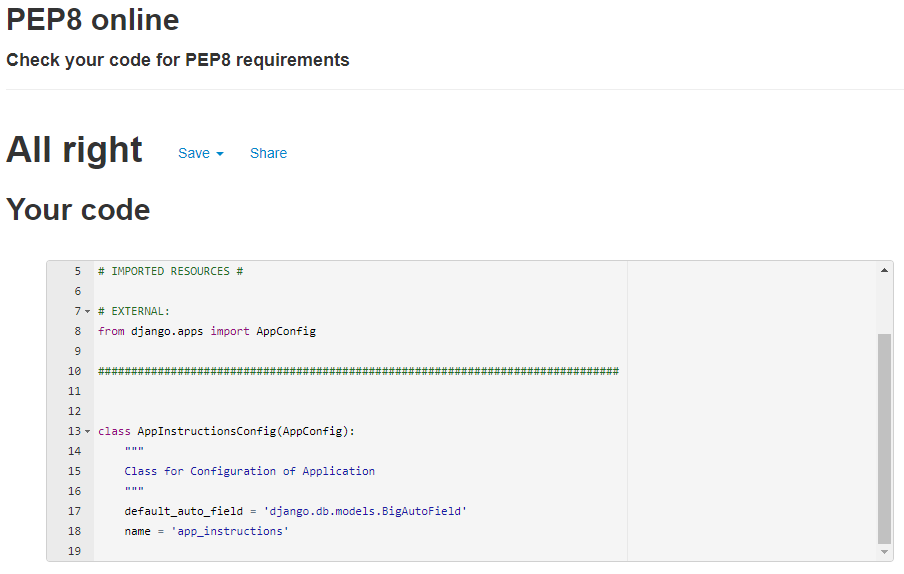 PEP8 online
Check your code for PEP8 requirements
All right Save Share
Your code
5 # IMPORTED RESOURCES #
6
7 # EXTERNAL:
8 from django.apps import AppConfig
9
10 ###############################################################################
11
12
13 class AppInstructionsConfig(AppConfig):
14     """
15     Class for Configuration of Application
16     """
17     default_auto_field = 'django.db.models.BigAutoField'
18     name = 'app_instructions'
19